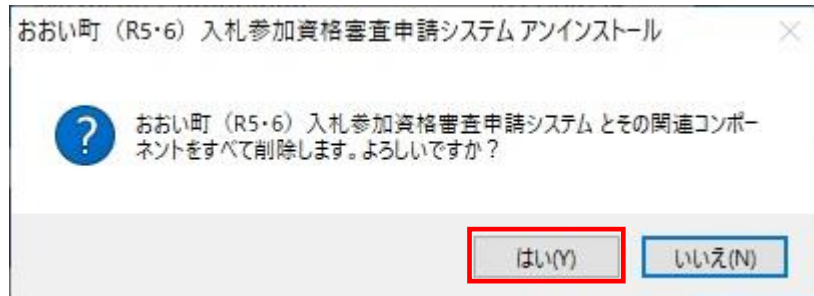 おおい町（R5・6）入札参加資格審査申請システム アンインストール
おおい町（R5・6）入札参加資格審査申請システム とその関連コンポー
ネントをすべて削除します。よろしいですか？
はい(Y)
いいえ(N)